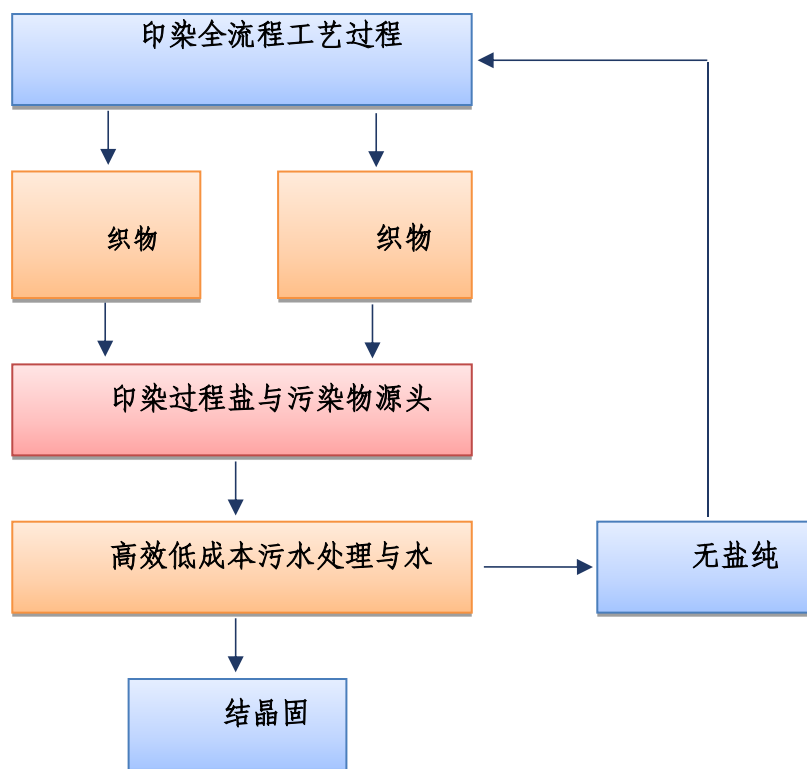 印染全流程工艺过程
织物
织物
印染过程盐与污染物源头
高效低成本污水处理与水
无盐纯
结晶固